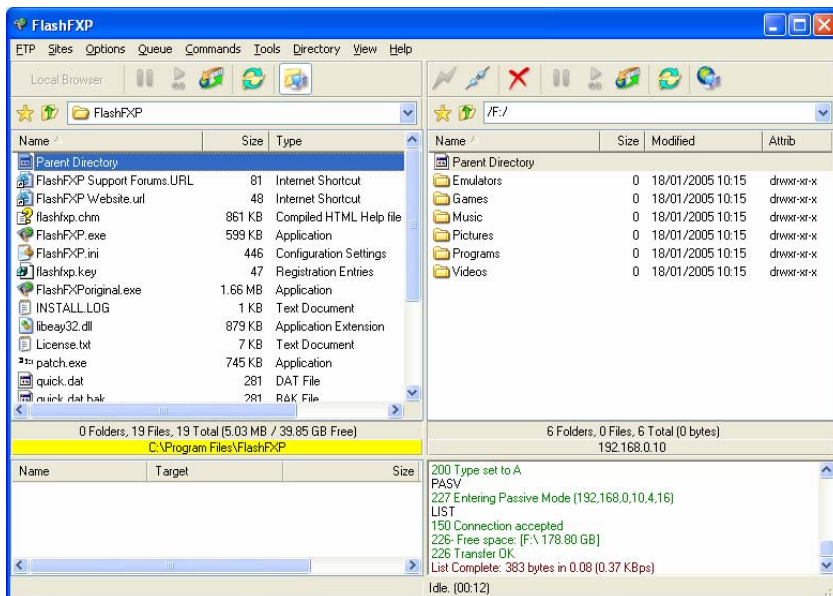 FlashFXP
FTP Sites Options Queue Commands Tools Directory View Help
Local Browser
FlashFXP
Name Size Type
Parent Directory
FlashFXP Support Forums.URL 81 Internet Shortcut
FlashFXP Website.url 48 Internet Shortcut
flashfxp.chm 861 KB Compiled HTML Help file
FlashFXP.exe 599 KB Application
FlashFXP.ini 446 Configuration Settings
flashfxp.key 47 Registration Entries
FlashFXPoriginal.exe 1.66 MB Application
INSTALL.LOG 1 KB Text Document
libeay32.dll 879 KB Application Extension
License.txt 7 KB Text Document
patch.exe 745 KB Application
quick.dat 281 DAT File
quick.dat.bak 281 BAK File
0 Folders, 19 Files, 19 Total (5.03 MB / 39.85 GB Free)
C:\Program Files\FlashFXP
Name Target Size
/F:/
Name Size Modified Attrib
Parent Directory
Emulators 0 18/01/2005 10:15 drwxr-xr-x
Games 0 18/01/2005 10:15 drwxr-xr-x
Music 0 18/01/2005 10:15 drwxr-xr-x
Pictures 0 18/01/2005 10:15 drwxr-xr-x
Programs 0 18/01/2005 10:15 drwxr-xr-x
Videos 0 18/01/2005 10:15 drwxr-xr-x
6 Folders, 0 Files, 6 Total (0 bytes)
192.168.0.10
200 Type set to A
PASV
227 Entering Passive Mode (192,168,0,10,4,16)
LIST
150 Connection accepted
226- Free space: [F:\ 178.80 GB]
226 Transfer OK
List Complete: 383 bytes in 0.08 (0.37 KBps)
Idle. (00:12)